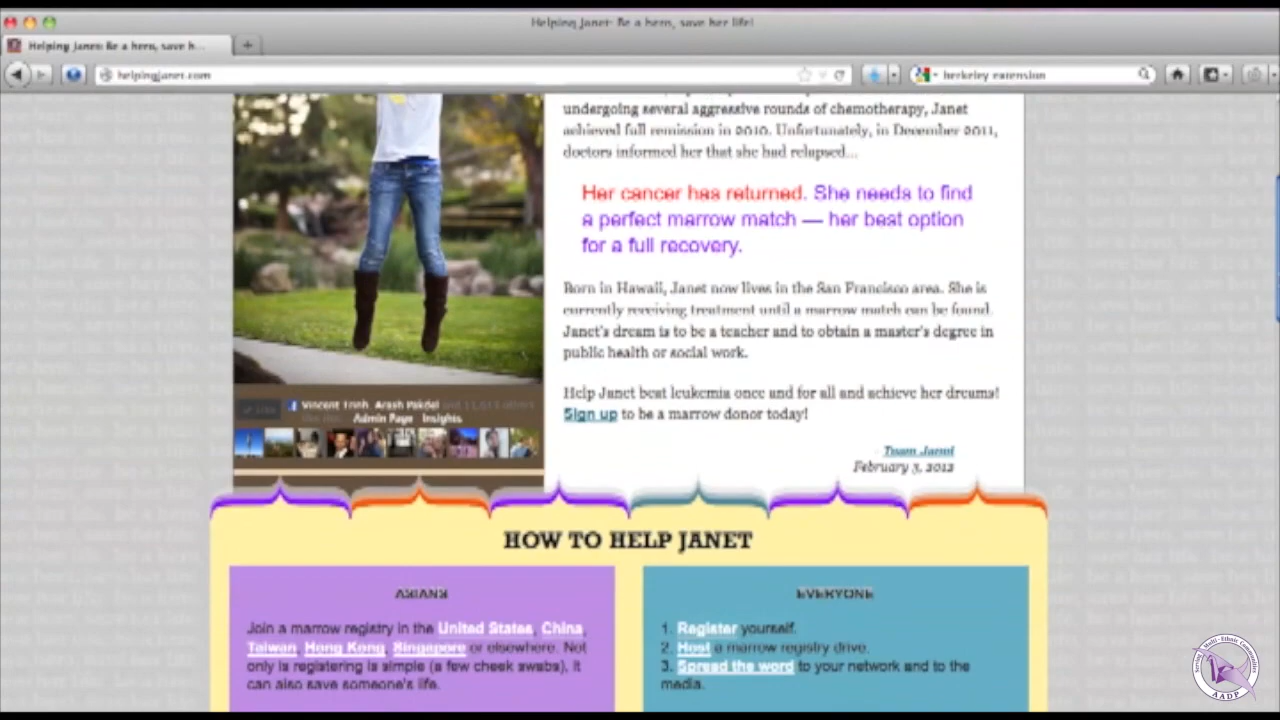 Helping Janet: Be a hero, save her life!
Helping Janet: Be a hero, save h...
helpingjanet.com
berkeley extension
undergoing several aggressive rounds of chemotherapy, Janet
achieved full remission in 2010. Unfortunately, in December 2011,
doctors informed her that she had relapsed...
Her cancer has returned. She needs to find
a perfect marrow match — her best option
for a full recovery.
Born in Hawaii, Janet now lives in the San Francisco area. She is
currently receiving treatment until a marrow match can be found.
Janet's dream is to be a teacher and to obtain a master's degree in
public health or social work.
Help Janet beat leukemia once and for all and achieve her dreams!
Sign up to be a marrow donor today!
Team Janet
February 3, 2012
Vincent Trinh, Arash Pakdel and
Admin Page Insights
HOW TO HELP JANET
ASIANS
Join a marrow registry in the United States, China,
Taiwan, Hong Kong, Singapore or elsewhere. Not
only is registering is simple (a few cheek swabs), it
can also save someone's life.
EVERYONE
1. Register yourself.
2. Host a marrow registry drive.
3. Spread the word to your network and to the
media.
AADP